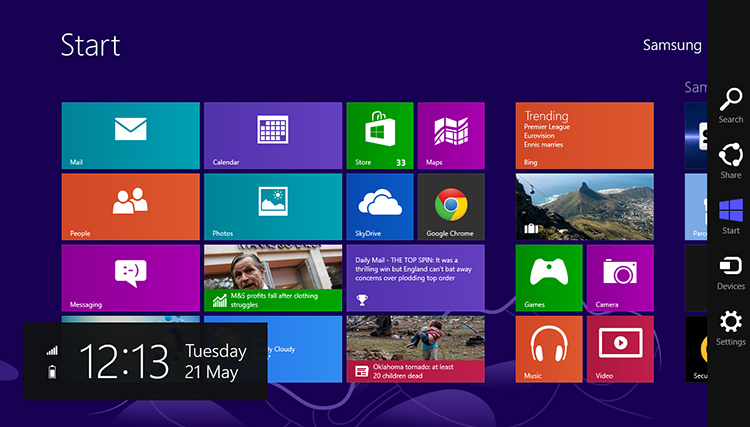 Start
Samsung
Sam
Mail
Calendar
Store
33
Maps
Trending
Premier League
Eurovision
Ennis marries
Bing
People
Photos
SkyDrive
Google Chrome
Messaging
M&S profits fall after clothing
struggles
Daily Mail - THE TOP SPIN: It was a
thrilling win but England can't bat away
concerns over plodding top order
Games
Camera
Cloudy
Oklahoma tornado: at least
20 children dead
Music
Video
12:13
Tuesday
21 May
Search
Share
Start
Devices
Settings